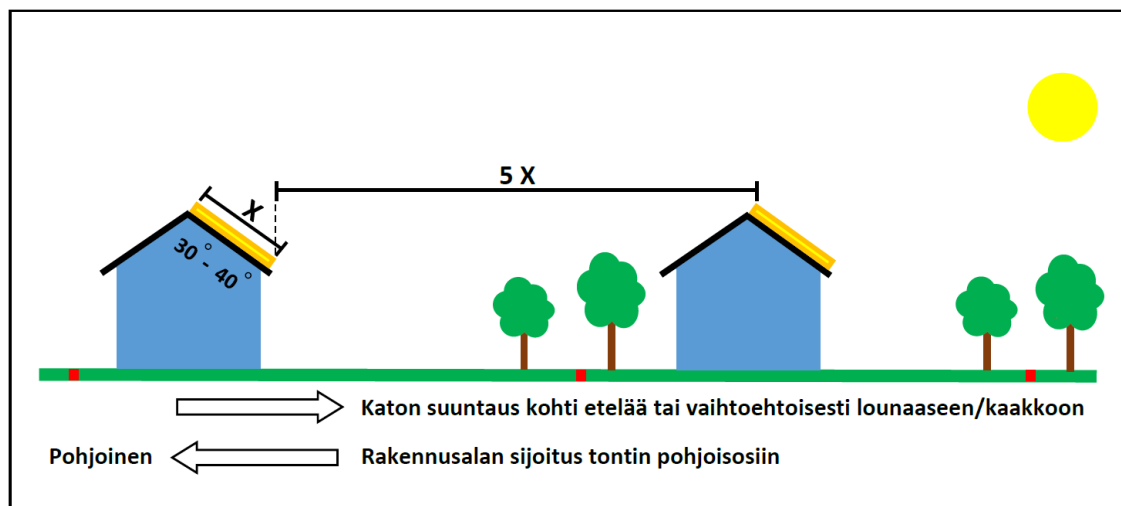 5 X
X
30° - 40°
Katon suuntaus kohti etelää tai vaihtoehtoisesti lounaaseen/kaakkoon
Pohjoinen Rakennusalan sijoitus tontin pohjoisosiin